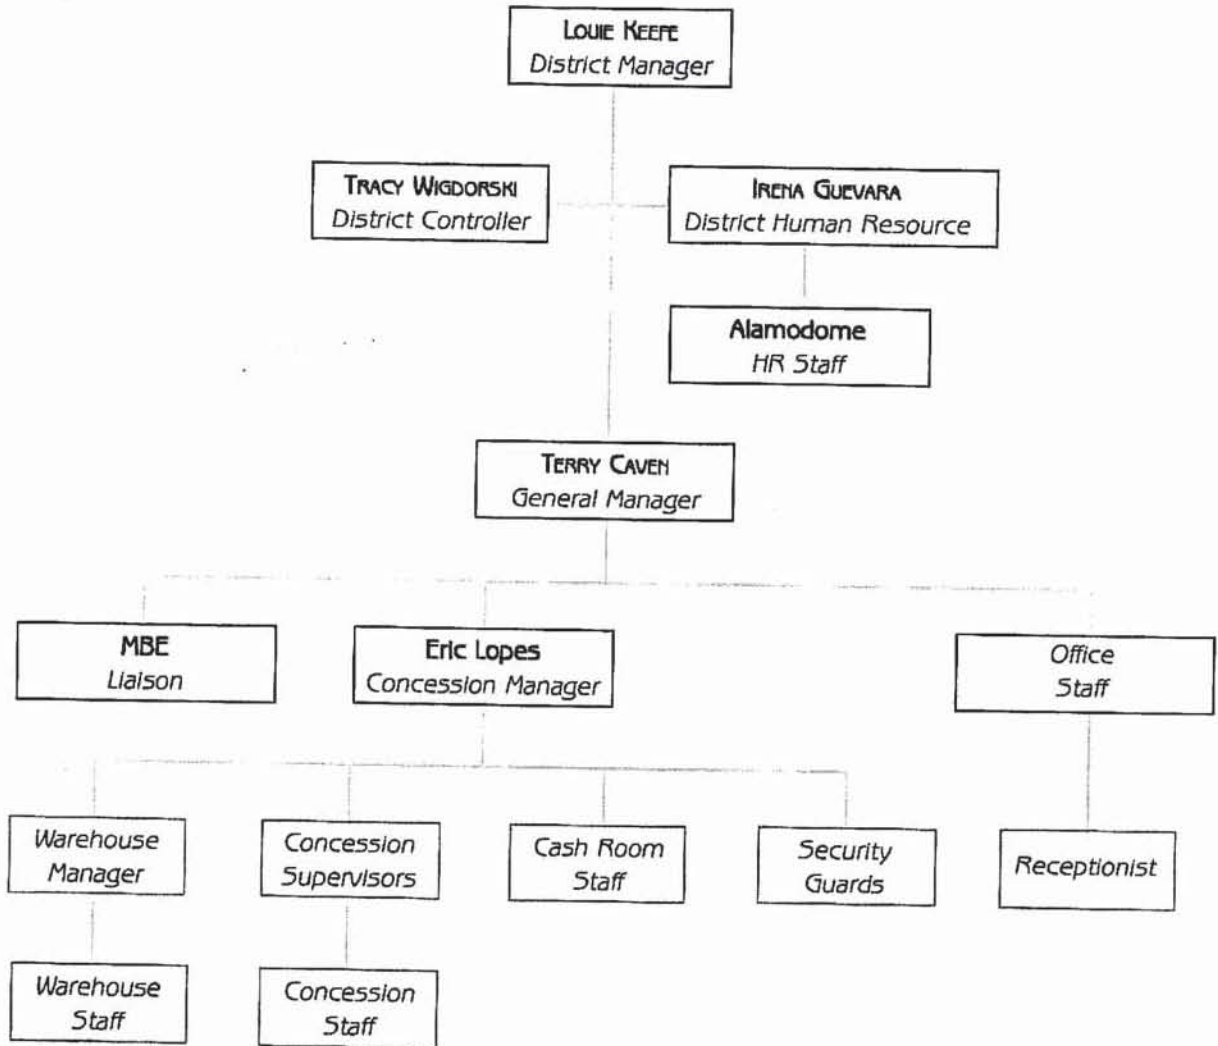 LOUIE KEEFE
District Manager
TRACY WIGDORSKI
District Controller
IRENA GUEVARA
District Human Resource
Alamodome
HR Staff
TERRY CAVEN
General Manager
MBE
Liaison
Eric Lopes
Concession Manager
Office
Staff
Warehouse
Manager
Concession
Supervisors
Cash Room
Staff
Security
Guards
Receptionist
Warehouse
Staff
Concession
Staff